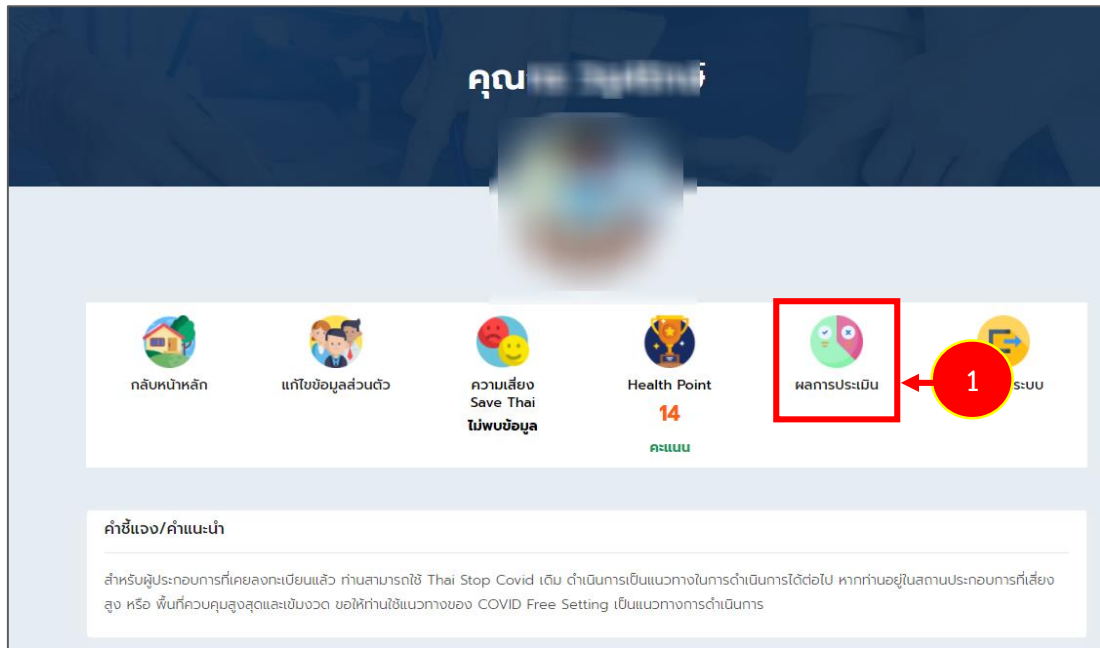 คุณ
กลับหน้าหลัก
แก้ไขข้อมูลส่วนตัว
ความเสี่ยง
Save Thai
ไม่พบข้อมูล
Health Point
14
คะแนน
ผลการประเมิน
1
ระบบ
คำชี้แจง/คำแนะนำ
สำหรับผู้ประกอบการที่เคยลงทะเบียนแล้ว ท่านสามารถใช้ Thai Stop Covid เดิม ดำเนินการเป็นแนวทางในการดำเนินการได้ต่อไป หากท่านอยู่ในสถานประกอบการที่เสี่ยง
สูง หรือ พื้นที่ควบคุมสูงสุดและเข้มงวด ขอให้ท่านใช้แนวทางของ COVID Free Setting เป็นแนวทางการดำเนินการ